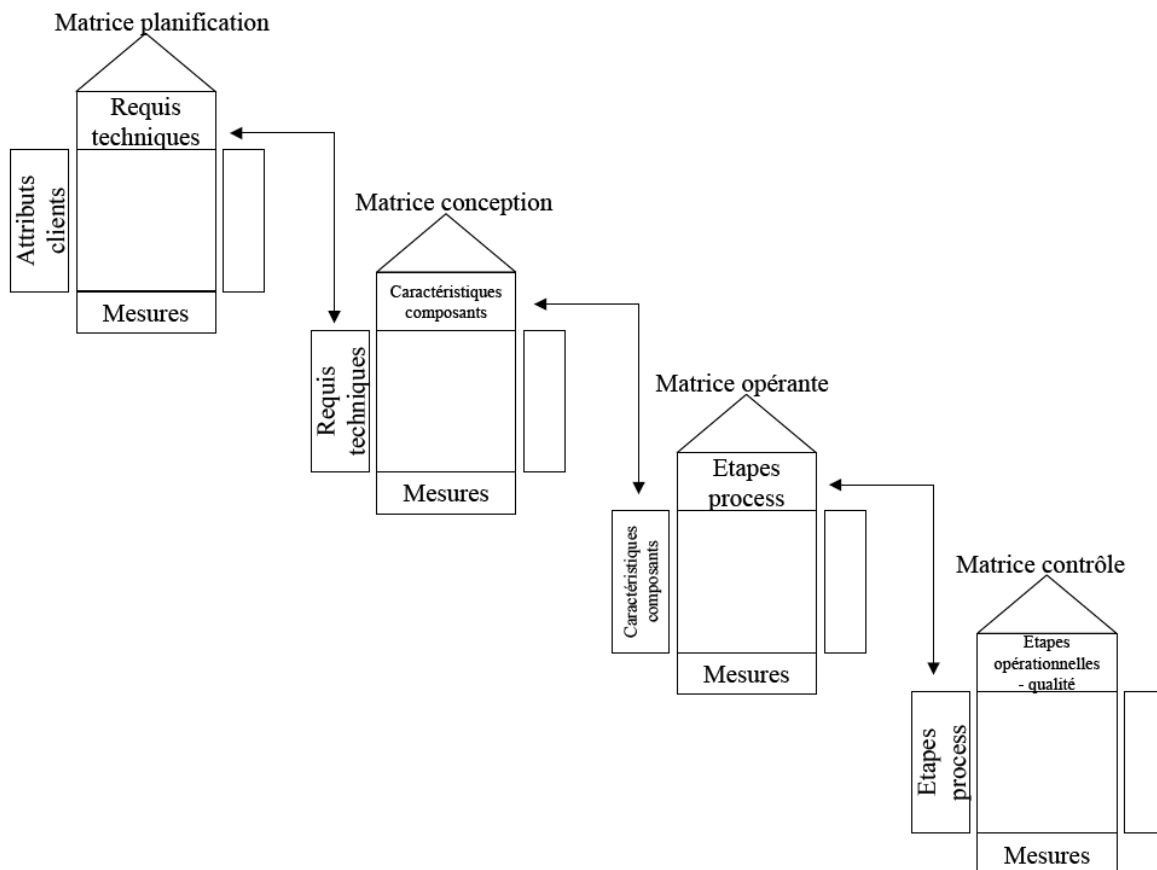 Matrice planification
Requis
techniques
Attributs
clients
Mesures
Matrice conception
Caractéristiques
composants
Requis
techniques
Mesures
Matrice opérante
Etapes
process
Caractéristiques
composants
Mesures
Matrice contrôle
Etapes
opérationnelles
- qualité
Etapes
process
Mesures